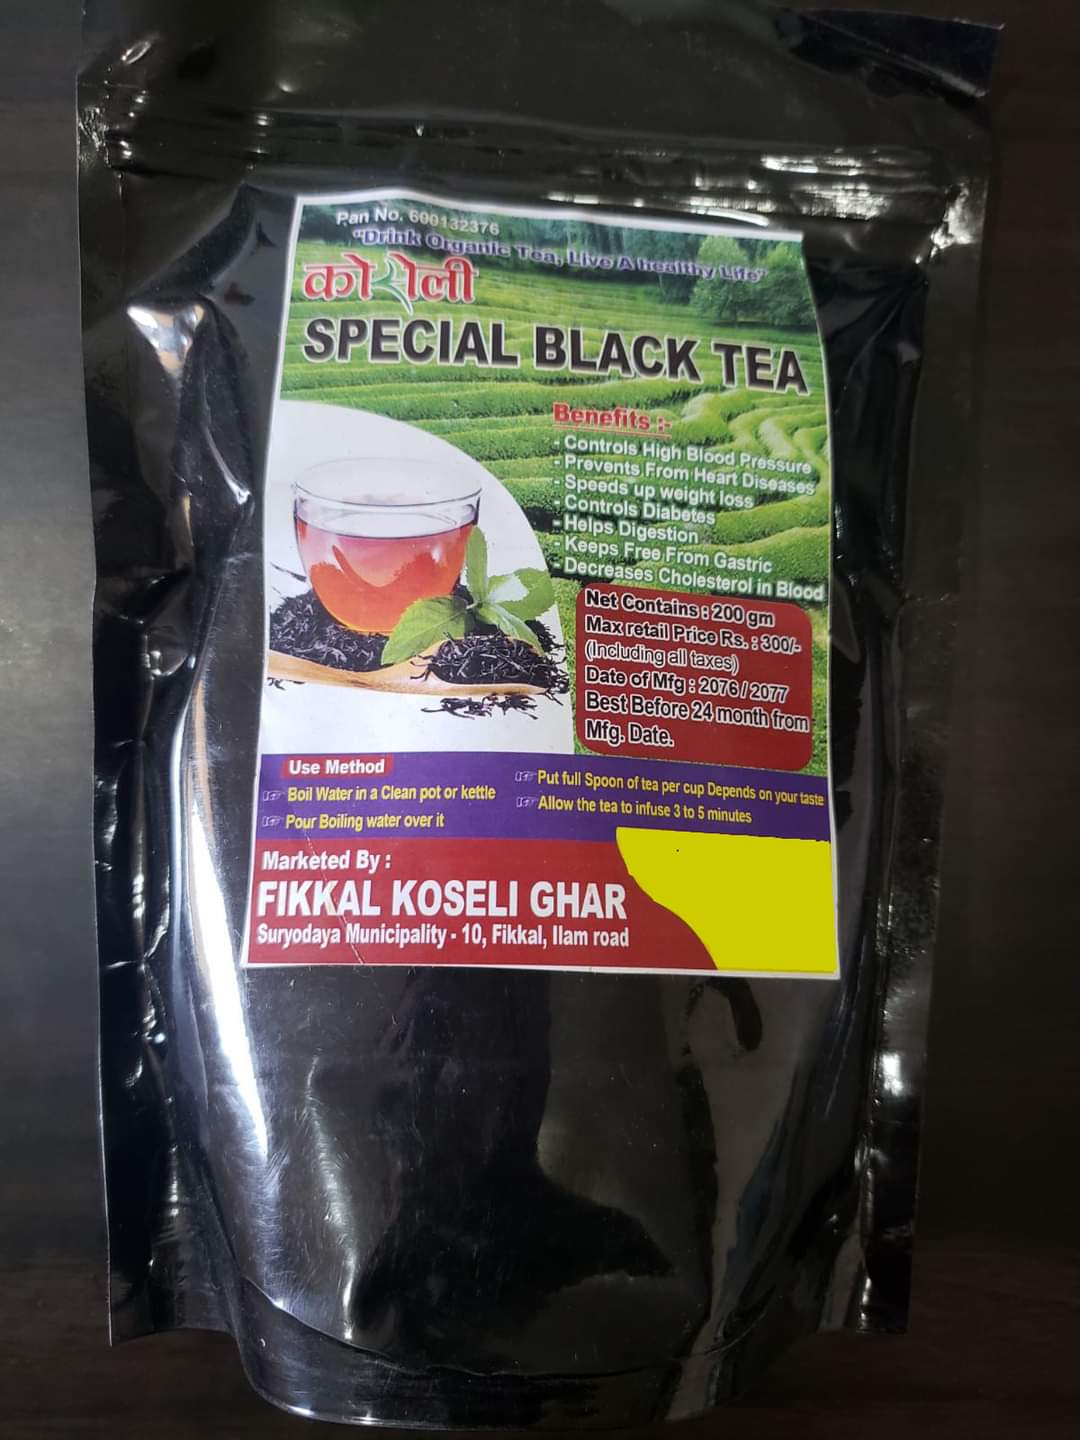 Pan No. 600132376
"Drink Organic Tea, Live A healthy Life"
कोसेली
SPECIAL BLACK TEA
Benefits :-
- Controls High Blood Pressure
- Prevents From Heart Diseases
- Speeds up weight loss
- Controls Diabetes
- Helps Digestion
- Keeps Free From Gastric
- Decreases Cholesterol in Blood
Net Contains : 200 gm
Max retail Price Rs. : 300/-
(Including all taxes)
Date of Mfg : 2076 / 2077
Best Before 24 month from
Mfg. Date.
Use Method
☞ Boil Water in a Clean pot or kettle
☞ Pour Boiling water over it
☞ Put full Spoon of tea per cup Depends on your taste
☞ Allow the tea to infuse 3 to 5 minutes
Marketed By :
FIKKAL KOSELI GHAR
Suryodaya Municipality - 10, Fikkal, Ilam road